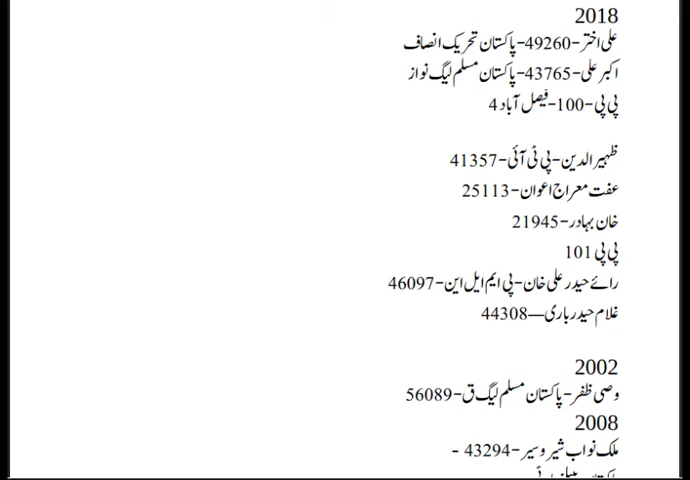 2018
علی اختر-49260-پاکستان تحریک انصاف
اکبر علی-43765-پاکستان مسلم لیگ نواز
پی پی-100-فیصل آباد 4
ظہیر الدین-پی ٹی آئی-41357
عفت معراج اعوان-25113
خان بہادر-21945
پی پی 101
رائے حیدر علی خان-پی ایم ایل این-46097
غلام حیدر باری—44308
2002
وصی ظفر-پاکستان مسلم لیگ ق-56089
2008
ملک نواب شیر وسیر-43294 -